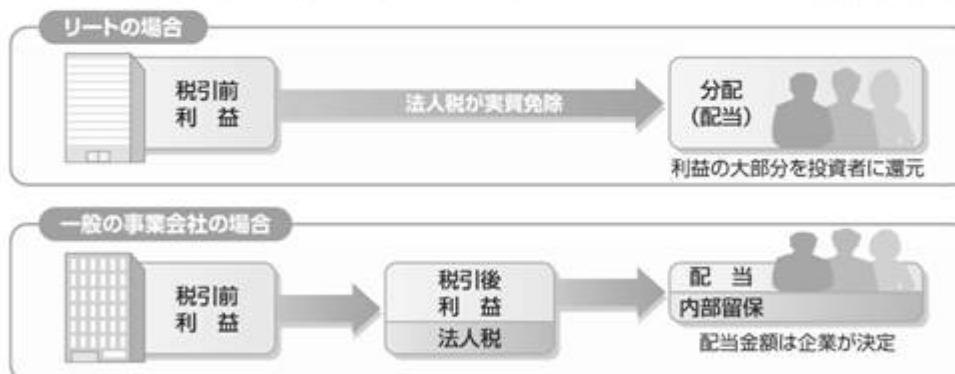 リートの場合
税引前
利 益
法人税が実質免除
分配
(配当)
利益の大部分を投資者に還元
一般の事業会社の場合
税引前
利 益
税引後
利 益
法人税
配 当
内部留保
配当金額は企業が決定